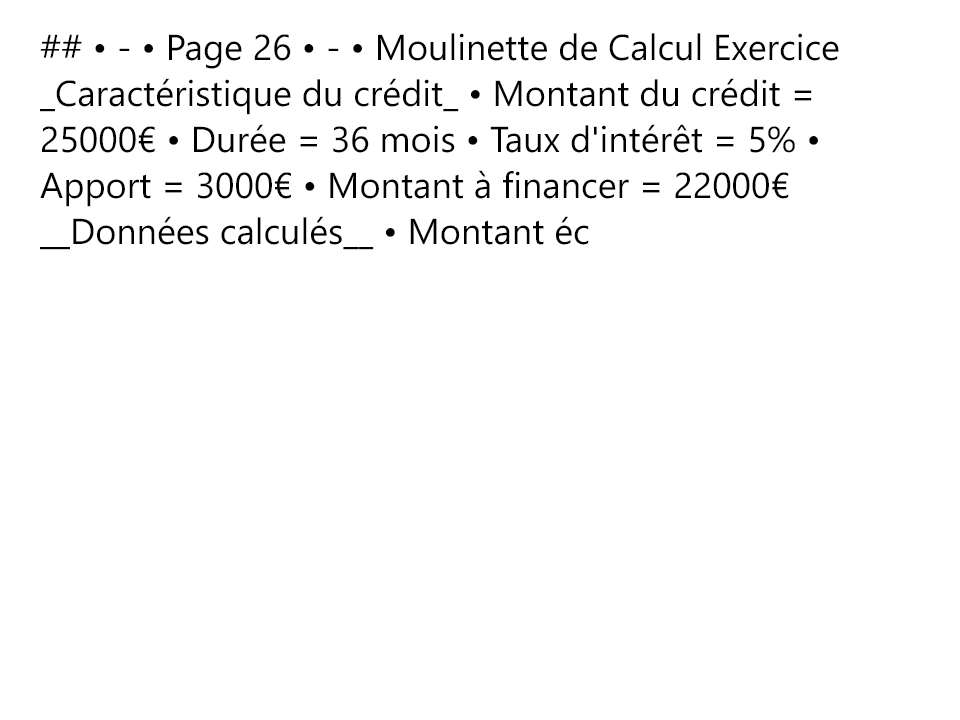 ## • - • Page 26 • - • Moulinette de Calcul Exercice
_Caractéristique du crédit_ • Montant du crédit =
25000€ • Durée = 36 mois • Taux d'intérêt = 5% •
Apport = 3000€ • Montant à financer = 22000€
__Données calculés__ • Montant éc